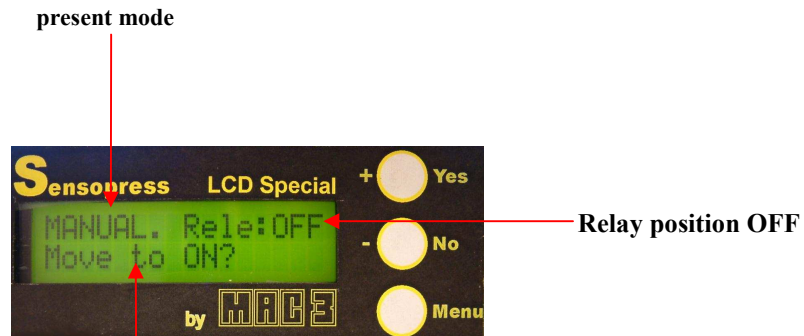 present mode
Sensopress LCD Special
+ Yes
MANUAL. Rele:OFF
Relay position OFF
Move to ON?
- No
by MAC3
Menu